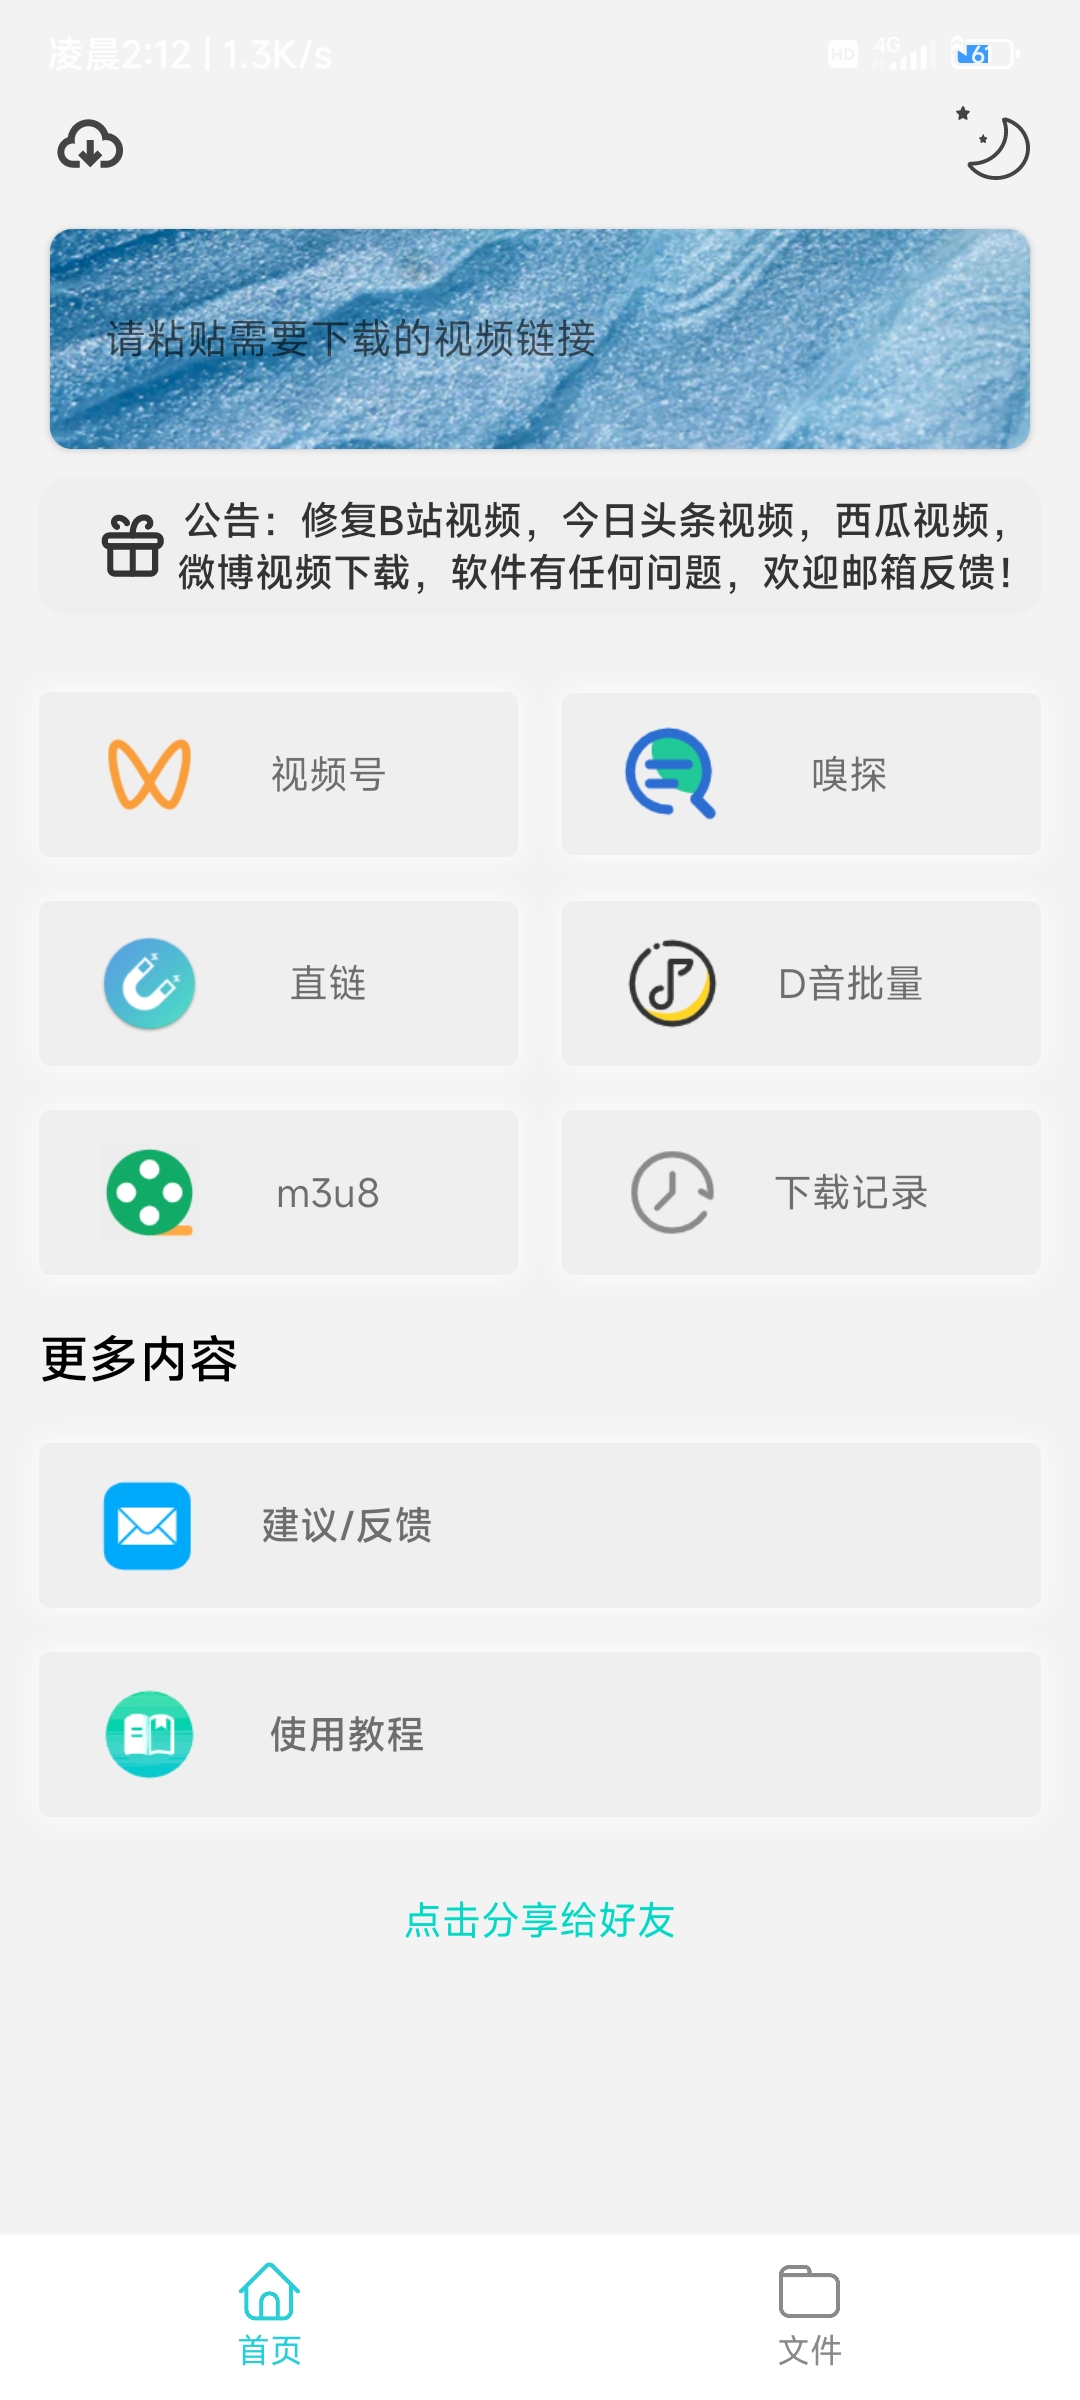 凌晨2:12 | 1.3K/s
HD 4G 61
请粘贴需要下载的视频链接
公告：修复B站视频，今日头条视频，西瓜视频，
微博视频下载，软件有任何问题，欢迎邮箱反馈！
视频号
嗅探
直链
D音批量
m3u8
下载记录
更多内容
建议/反馈
使用教程
点击分享给好友
首页
文件